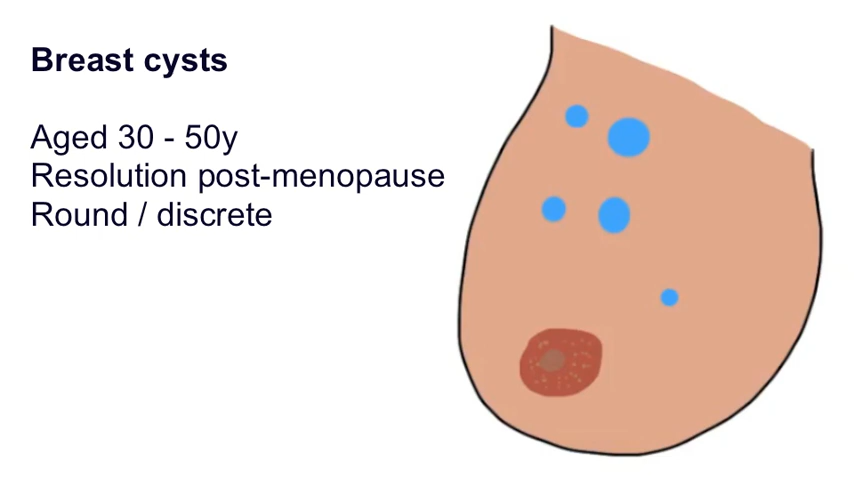 Breast cysts
Aged 30 - 50y
Resolution post-menopause
Round / discrete